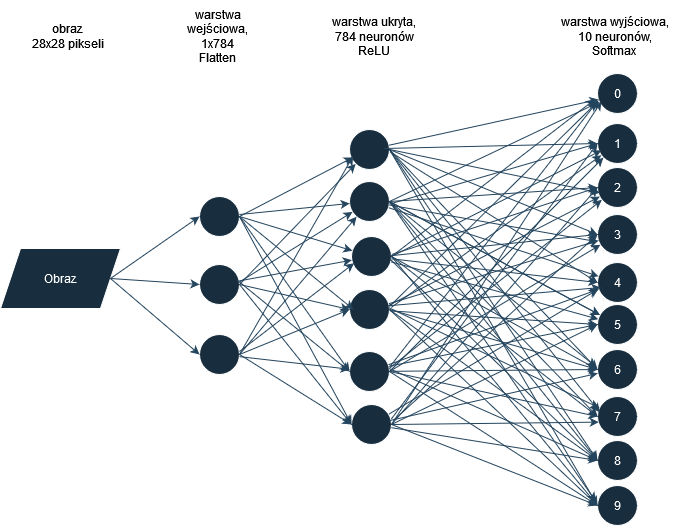 obraz
28x28 pikseli
warstwa
wejściowa,
1x784
Flatten
warstwa ukryta,
784 neuronów
ReLU
warstwa wyjściowa,
10 neuronów,
Softmax
Obraz
0
1
2
3
4
5
6
7
8
9